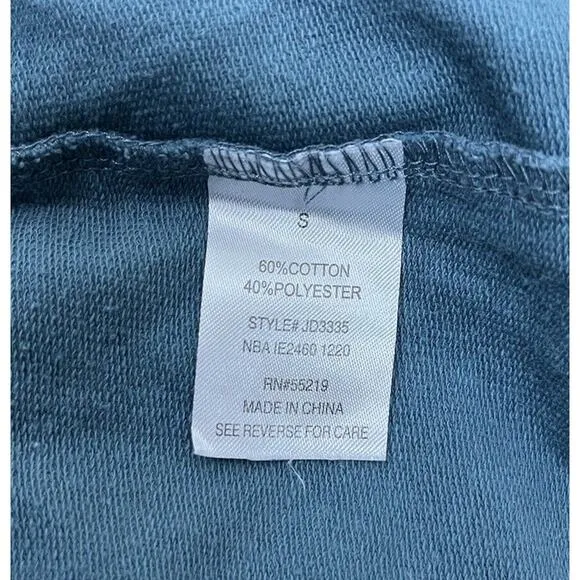 S
60%COTTON
40%POLYESTER
STYLE# JD3335
NBA IE2460 1220
RN#55219
MADE IN CHINA
SEE REVERSE FOR CARE